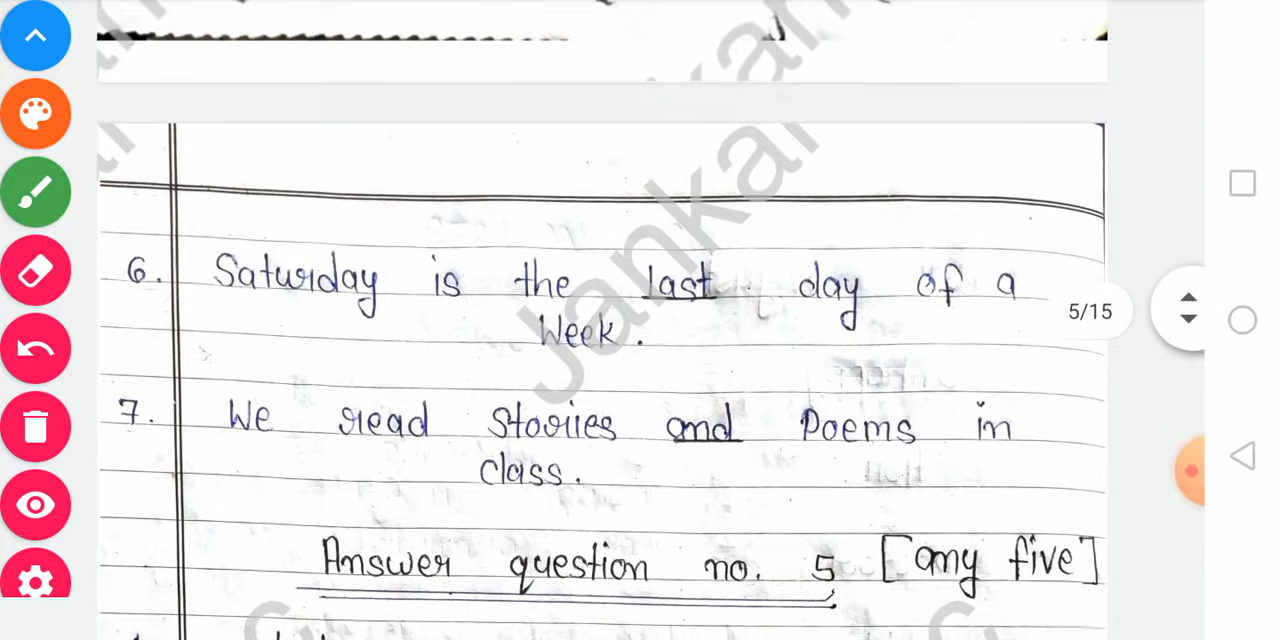 6. Saturday is the last day of a
Week.
5/15
7. We read Stories and Poems in
Class.
Answer question no. 5 [any five]
Jankari